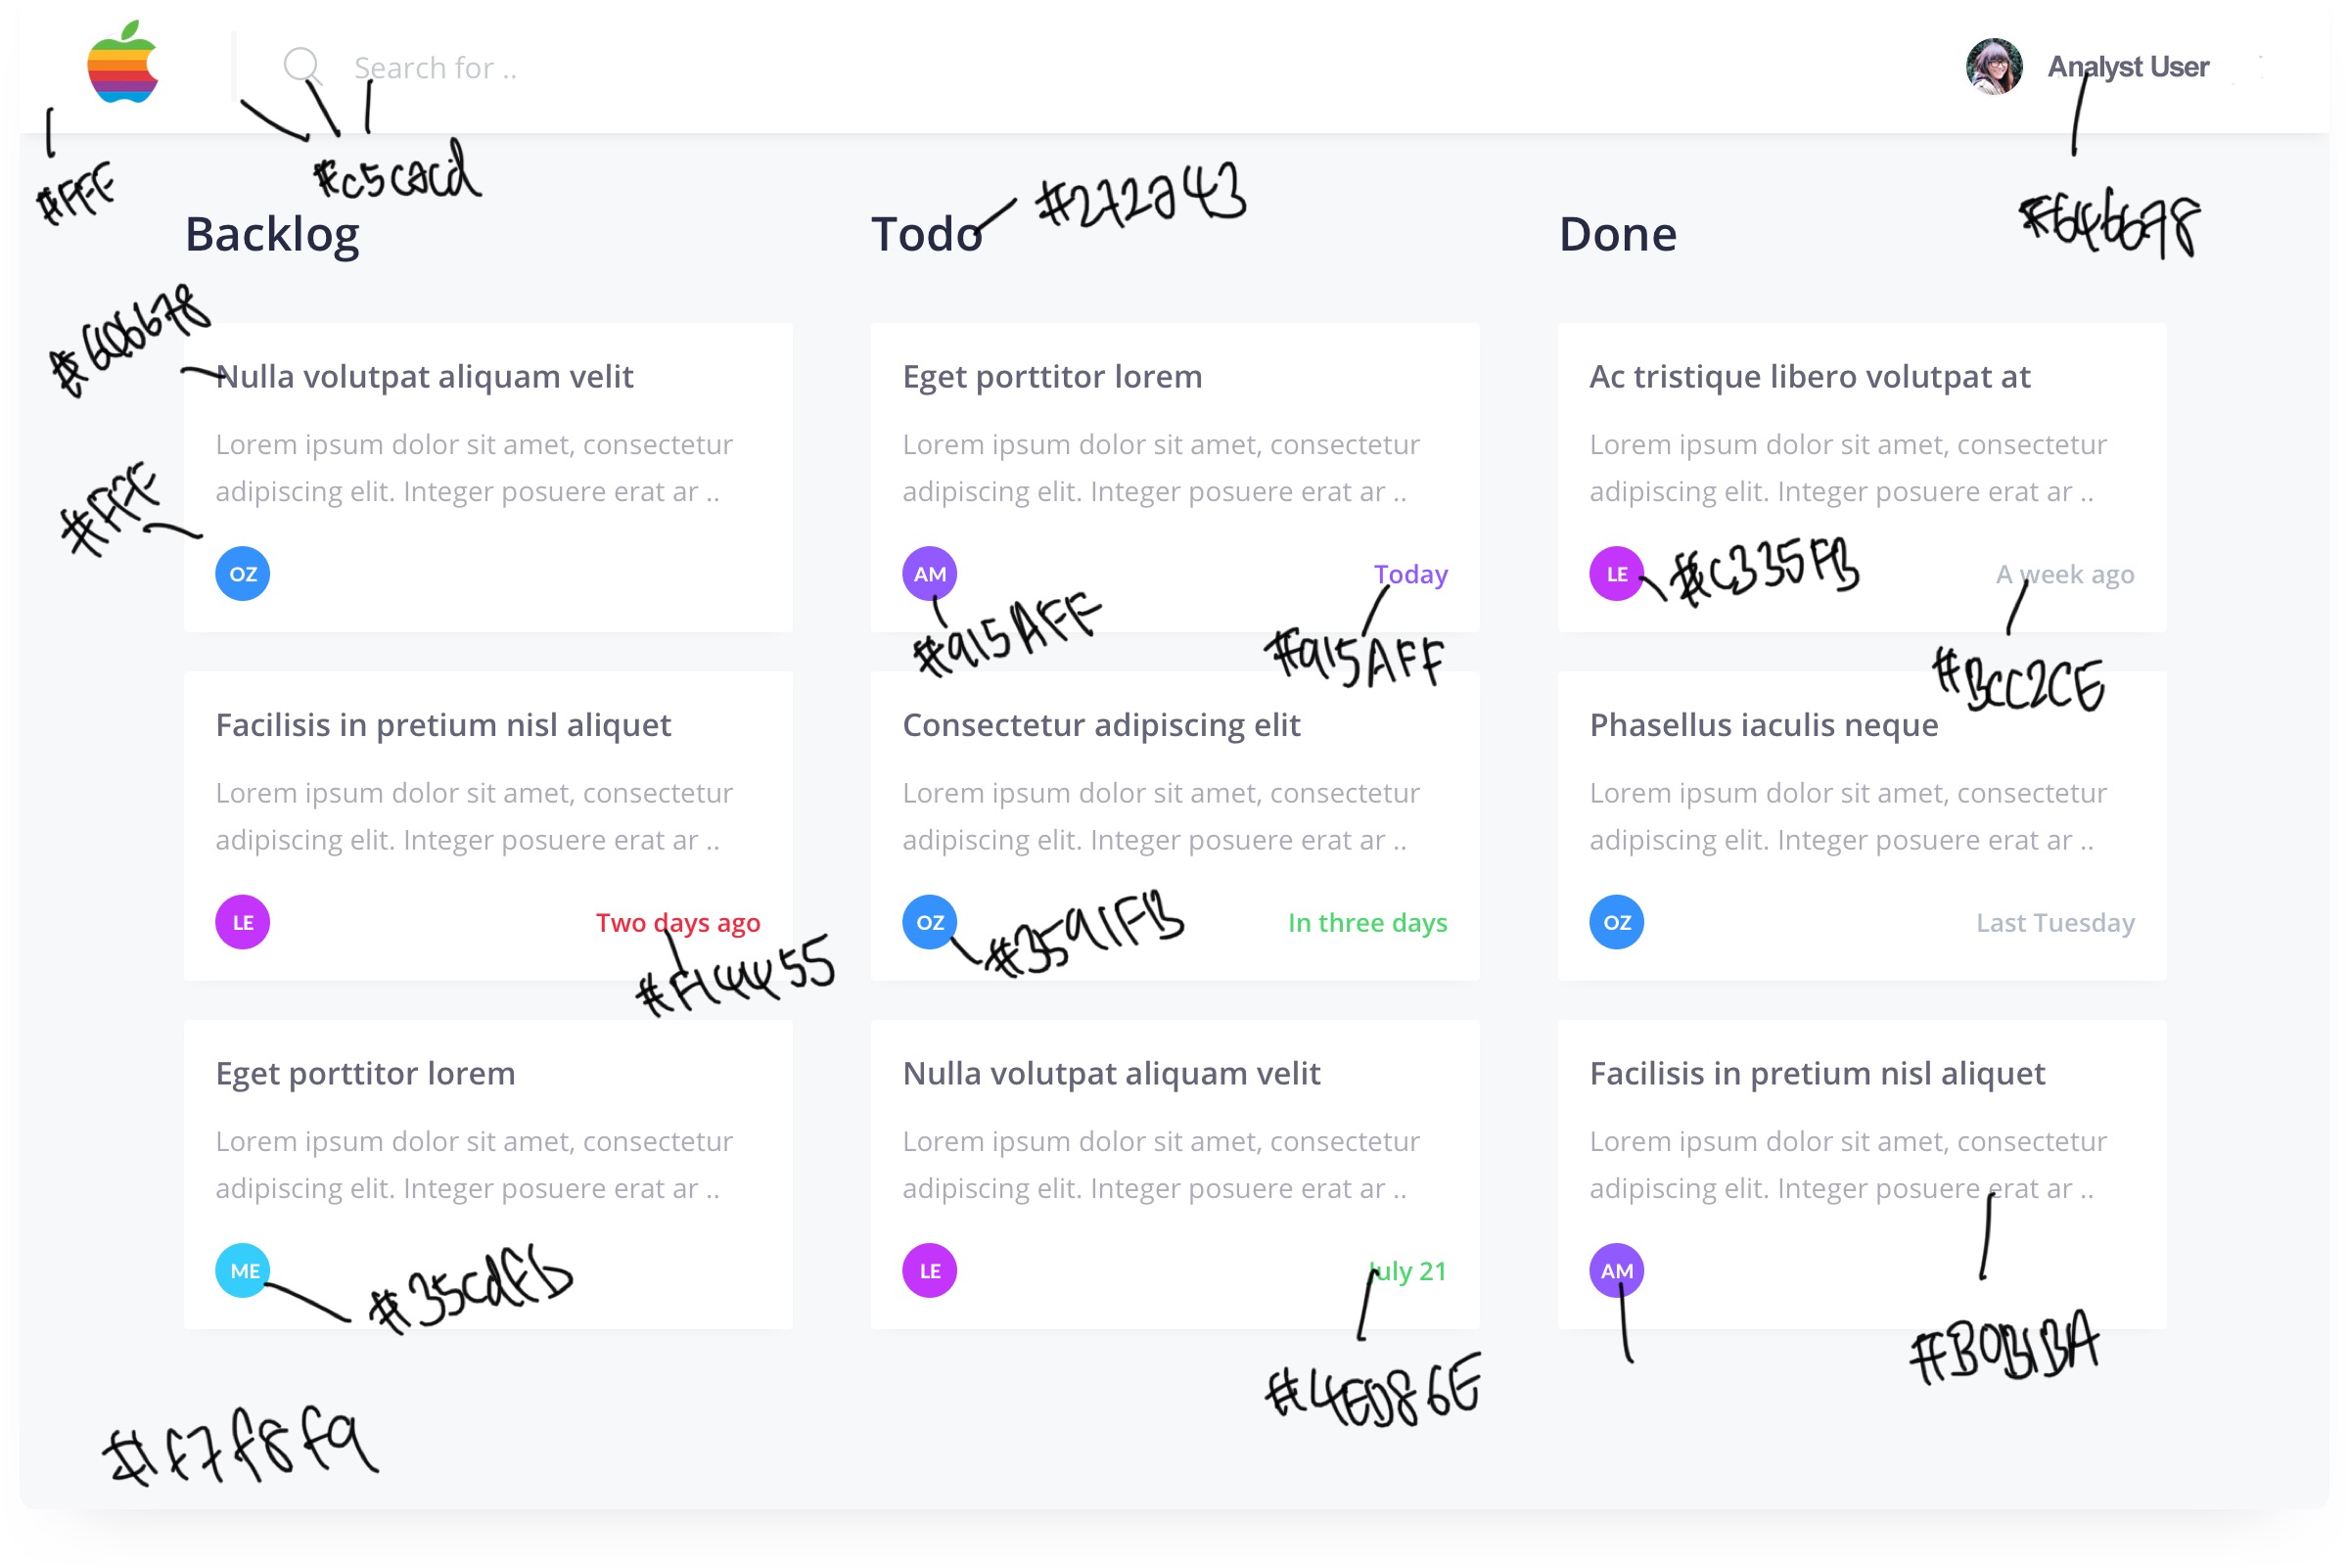 Search for ..
Analyst User
#FFF
#c5cacd
#272a43
#646678
Backlog
Todo
Done
Nulla volutpat aliquam velit
Lorem ipsum dolor sit amet, consectetur
adipiscing elit. Integer posuere erat ar ..
#FFF
OZ
Facilisis in pretium nisl aliquet
Lorem ipsum dolor sit amet, consectetur
adipiscing elit. Integer posuere erat ar ..
LE
Two days ago
Eget porttitor lorem
Lorem ipsum dolor sit amet, consectetur
adipiscing elit. Integer posuere erat ar ..
ME
#35cdfb
#f7f8f9
Eget porttitor lorem
Lorem ipsum dolor sit amet, consectetur
adipiscing elit. Integer posuere erat ar ..
AM
Today
#915AFF
#915AFF
Consectetur adipiscing elit
Lorem ipsum dolor sit amet, consectetur
adipiscing elit. Integer posuere erat ar ..
OZ
#3591FB
In three days
Nulla volutpat aliquam velit
Lorem ipsum dolor sit amet, consectetur
adipiscing elit. Integer posuere erat ar ..
LE
July 21
#4ED86E
Ac tristique libero volutpat at
Lorem ipsum dolor sit amet, consectetur
adipiscing elit. Integer posuere erat ar ..
LE
#C335FB
A week ago
#BCC2CE
Phasellus iaculis neque
Lorem ipsum dolor sit amet, consectetur
adipiscing elit. Integer posuere erat ar ..
OZ
Last Tuesday
Facilisis in pretium nisl aliquet
Lorem ipsum dolor sit amet, consectetur
adipiscing elit. Integer posuere erat ar ..
AM
#B0B1BA